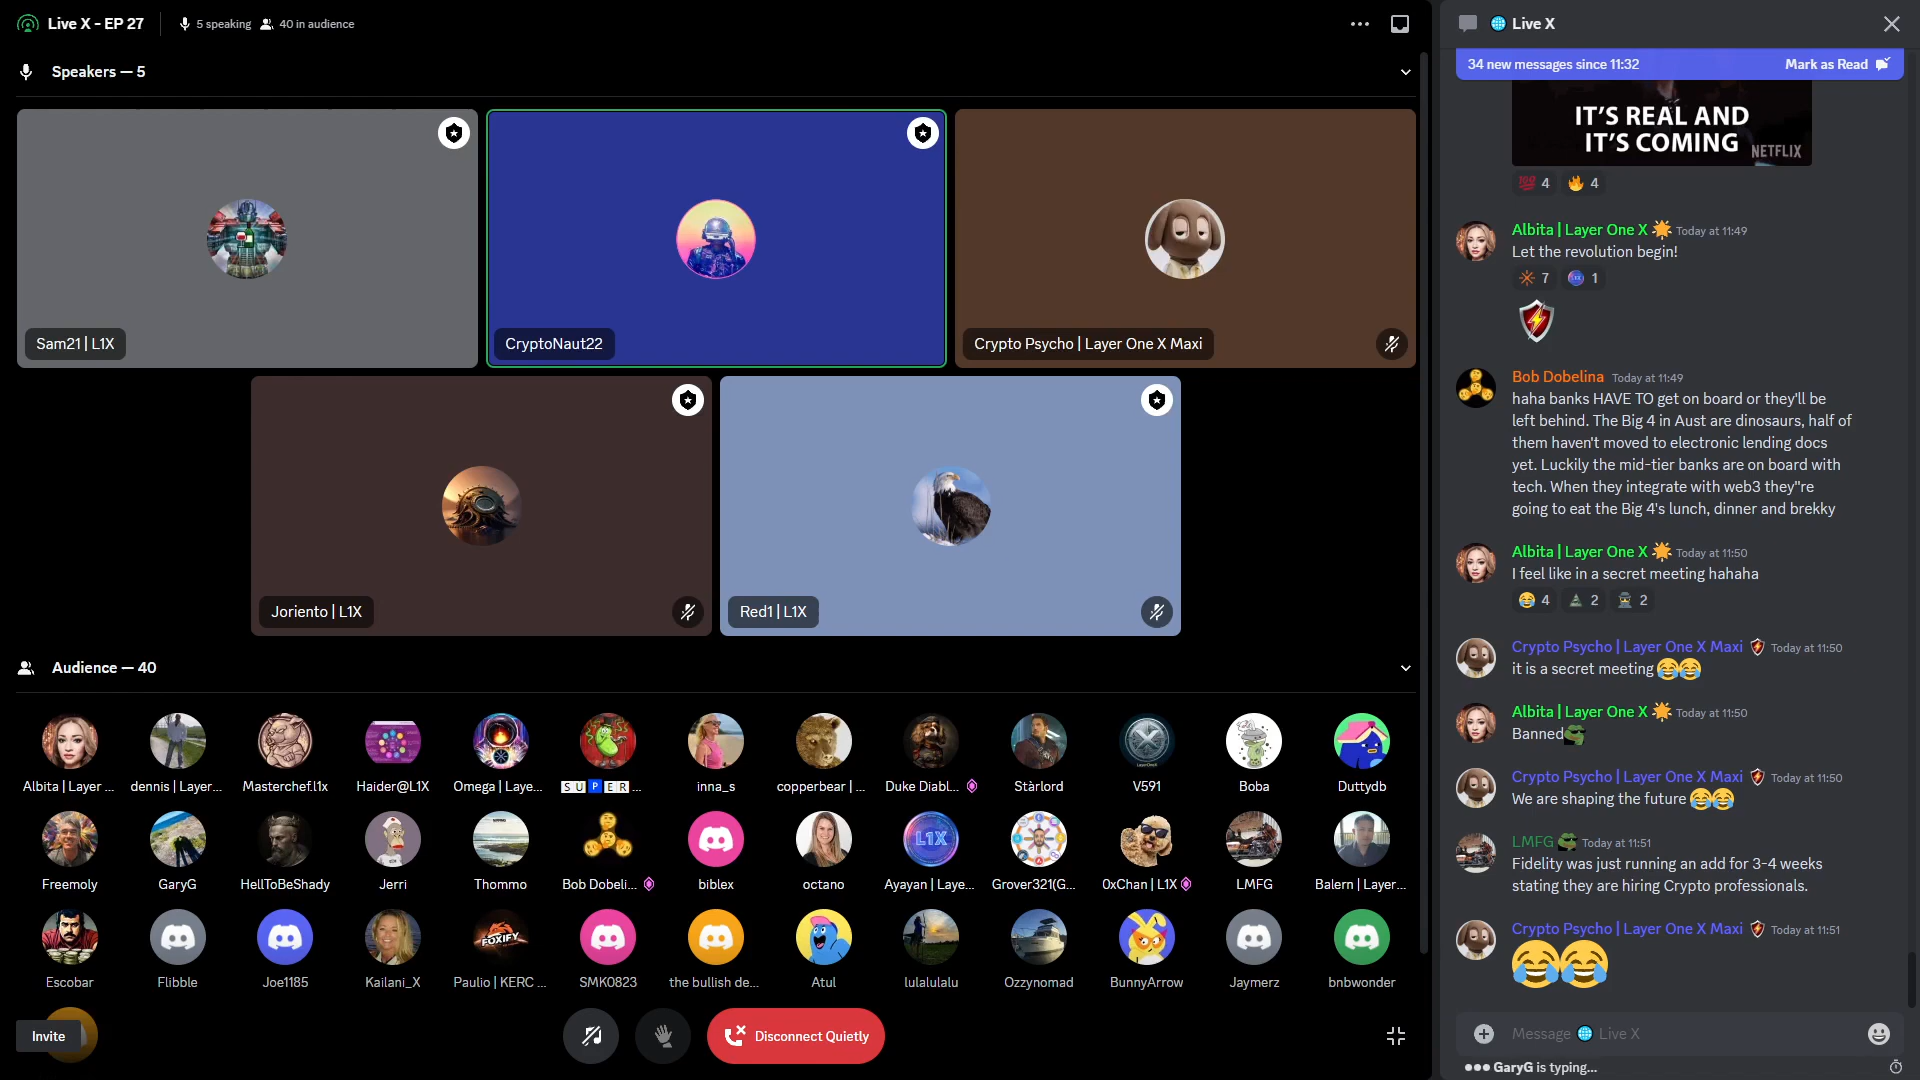 Live X - EP 27
5 speaking
40 in audience
Speakers — 5
Sam21 | L1X
CryptoNaut22
Crypto Psycho | Layer One X Maxi
Joriento | L1X
Red1 | L1X
Audience — 40
Albita | Layer ...
dennis | Layer...
Masterchef.l1x
Haider@L1X
Omega | Laye...
S U P E R ...
inna_s
copperbear | ...
Duke Diabl...
Stàrlord
V591
Boba
Duttydb
Freemoly
GaryG
HellToBeShady
Jerri
Thommo
Bob Dobeli...
biblex
octano
L1X
Ayayan | Laye...
Grover321(G...
0xChan | L1X
LMFG
Balern | Layer...
FOXIFY
Escobar
Flibble
Joe1185
Kailani_X
Paulio | KERC ...
SMK0823
the bullish de...
Atul
lulalulalu
Ozzynomad
BunnyArrow
Jaymerz
bnbwonder
Invite
Disconnect Quietly
Live X
34 new messages since 11:32
Mark as Read
IT'S REAL AND
IT'S COMING
NETFLIX
100 4
4
Albita | Layer One X Today at 11:49
Let the revolution begin!
7
1
Bob Dobelina Today at 11:49
haha banks HAVE TO get on board or they'll be
left behind. The Big 4 in Aust are dinosaurs, half of
them haven't moved to electronic lending docs
yet. Luckily the mid-tier banks are on board with
tech. When they integrate with web3 they"re
going to eat the Big 4's lunch, dinner and brekky
Albita | Layer One X Today at 11:50
I feel like in a secret meeting hahaha
4
2
2
Crypto Psycho | Layer One X Maxi Today at 11:50
it is a secret meeting
Albita | Layer One X Today at 11:50
Banned
Crypto Psycho | Layer One X Maxi Today at 11:50
We are shaping the future
LMFG Today at 11:51
Fidelity was just running an add for 3-4 weeks
stating they are hiring Crypto professionals.
Crypto Psycho | Layer One X Maxi Today at 11:51
Message Live X
GaryG is typing...